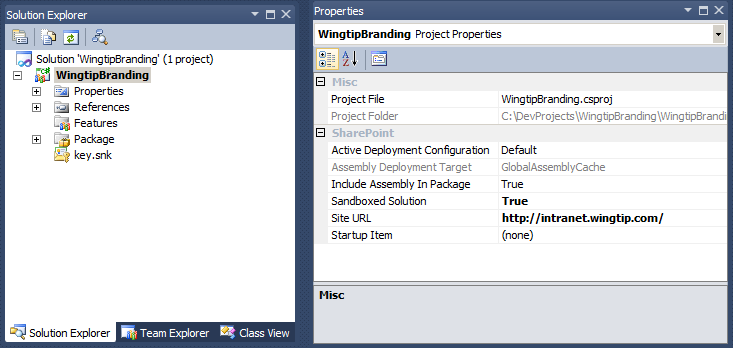 Solution Explorer
Solution 'WingtipBranding' (1 project)
WingtipBranding
Properties
References
Features
Package
key.snk
Solution Explorer Team Explorer Class View
Properties
WingtipBranding Project Properties
Misc
Project File WingtipBranding.csproj
Project Folder C:\DevProjects\WingtipBranding\WingtipBrandi
SharePoint
Active Deployment Configuration Default
Assembly Deployment Target GlobalAssemblyCache
Include Assembly In Package True
Sandboxed Solution True
Site URL http://intranet.wingtip.com/
Startup Item (none)
Misc